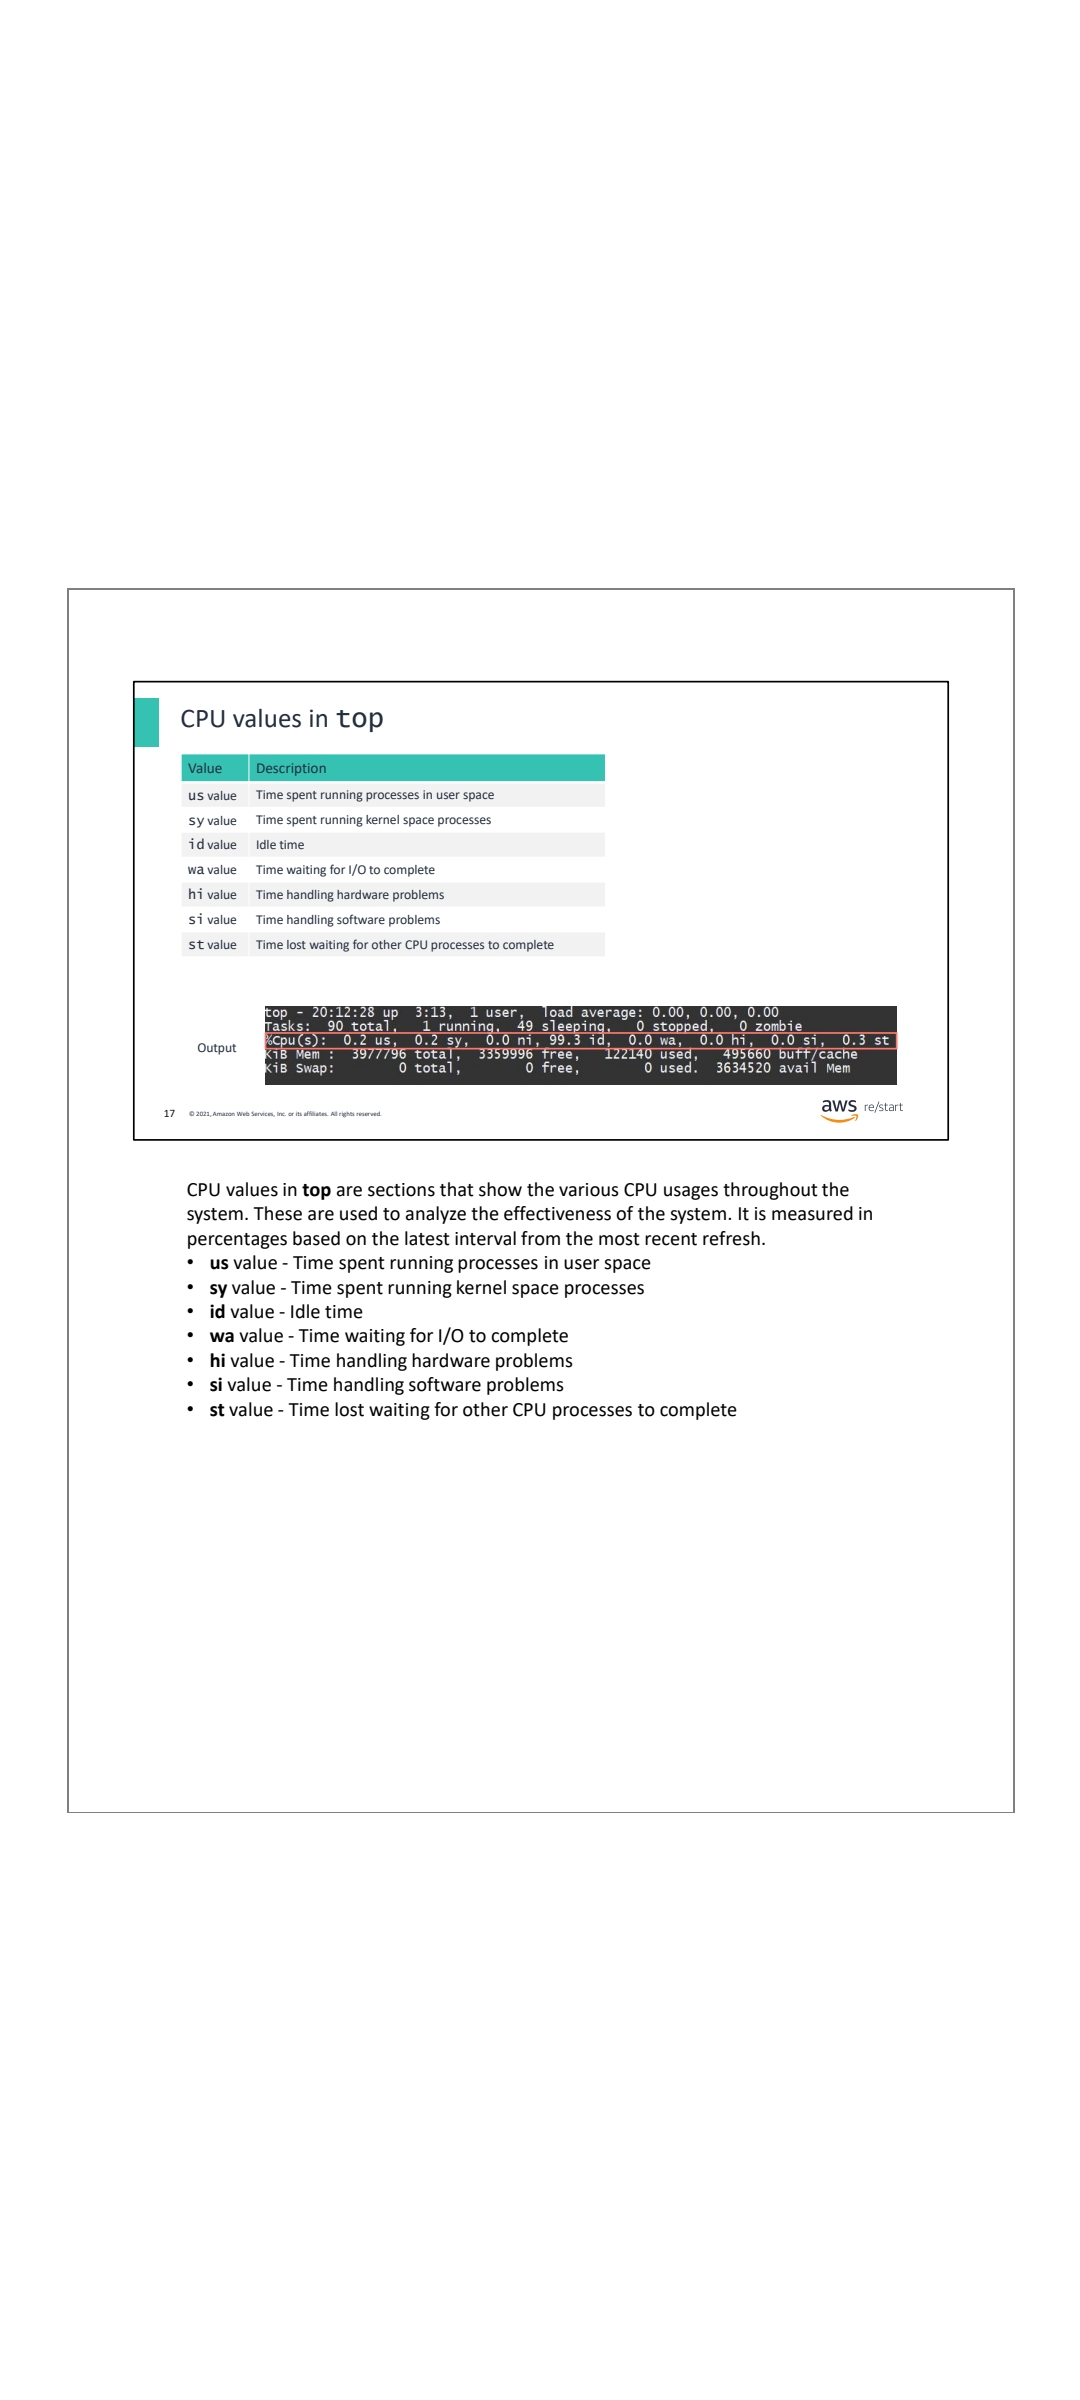 CPU values in top
Value Description
us value Time spent running processes in user space
sy value Time spent running kernel space processes
id value Idle time
wa value Time waiting for I/O to complete
hi value Time handling hardware problems
si value Time handling software problems
st value Time lost waiting for other CPU processes to complete
Output
top - 20:12:28 up  3:13,  1 user,  load average: 0.00, 0.00, 0.00
Tasks:  90 total,   1 running,  49 sleeping,   0 stopped,   0 zombie
%Cpu(s):  0.2 us,  0.2 sy,  0.0 ni, 99.3 id,  0.0 wa,  0.0 hi,  0.0 si,  0.3 st
KiB Mem :  3977796 total,  3359996 free,   122140 used,   495660 buff/cache
KiB Swap:        0 total,        0 free,        0 used.  3634520 avail Mem
17 © 2021, Amazon Web Services, Inc. or its affiliates. All rights reserved.
aws re/start
CPU values in top are sections that show the various CPU usages throughout the
system. These are used to analyze the effectiveness of the system. It is measured in
percentages based on the latest interval from the most recent refresh.
• us value - Time spent running processes in user space
• sy value - Time spent running kernel space processes
• id value - Idle time
• wa value - Time waiting for I/O to complete
• hi value - Time handling hardware problems
• si value - Time handling software problems
• st value - Time lost waiting for other CPU processes to complete